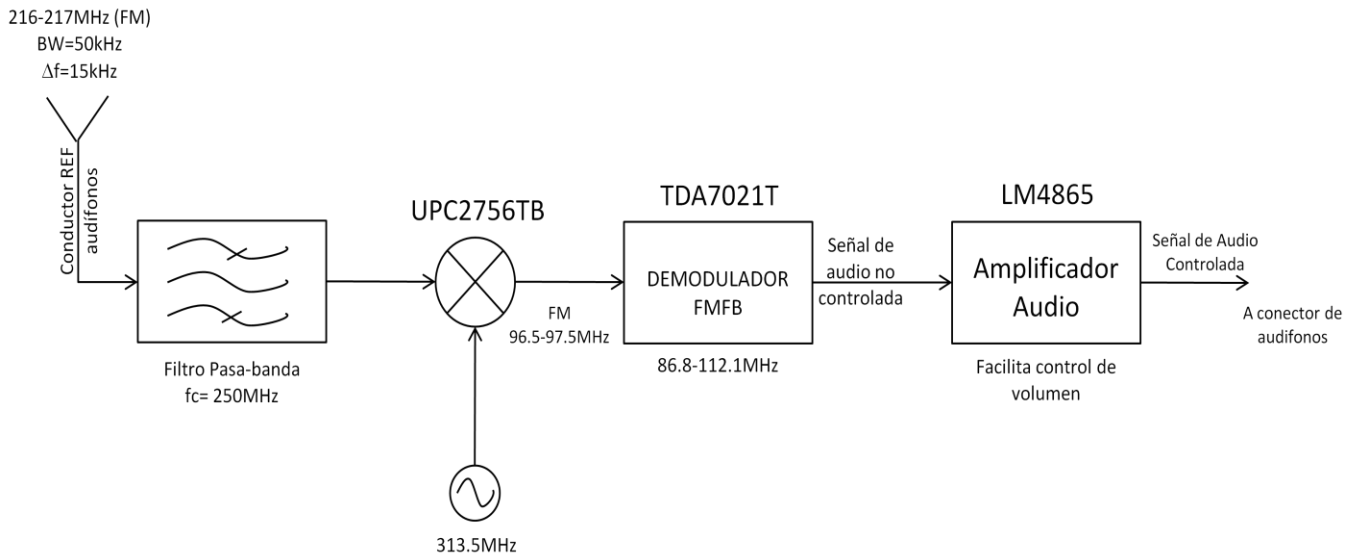 216-217MHz (FM)
BW=50kHz
Δf=15kHz
Conductor REF
audífonos
Filtro Pasa-banda
fc= 250MHz
UPC2756TB
313.5MHz
FM
96.5-97.5MHz
TDA7021T
DEMODULADOR
FMFB
86.8-112.1MHz
Señal de
audio no
controlada
LM4865
Amplificador
Audio
Facilita control de
volumen
Señal de Audio
Controlada
A conector de
audifonos